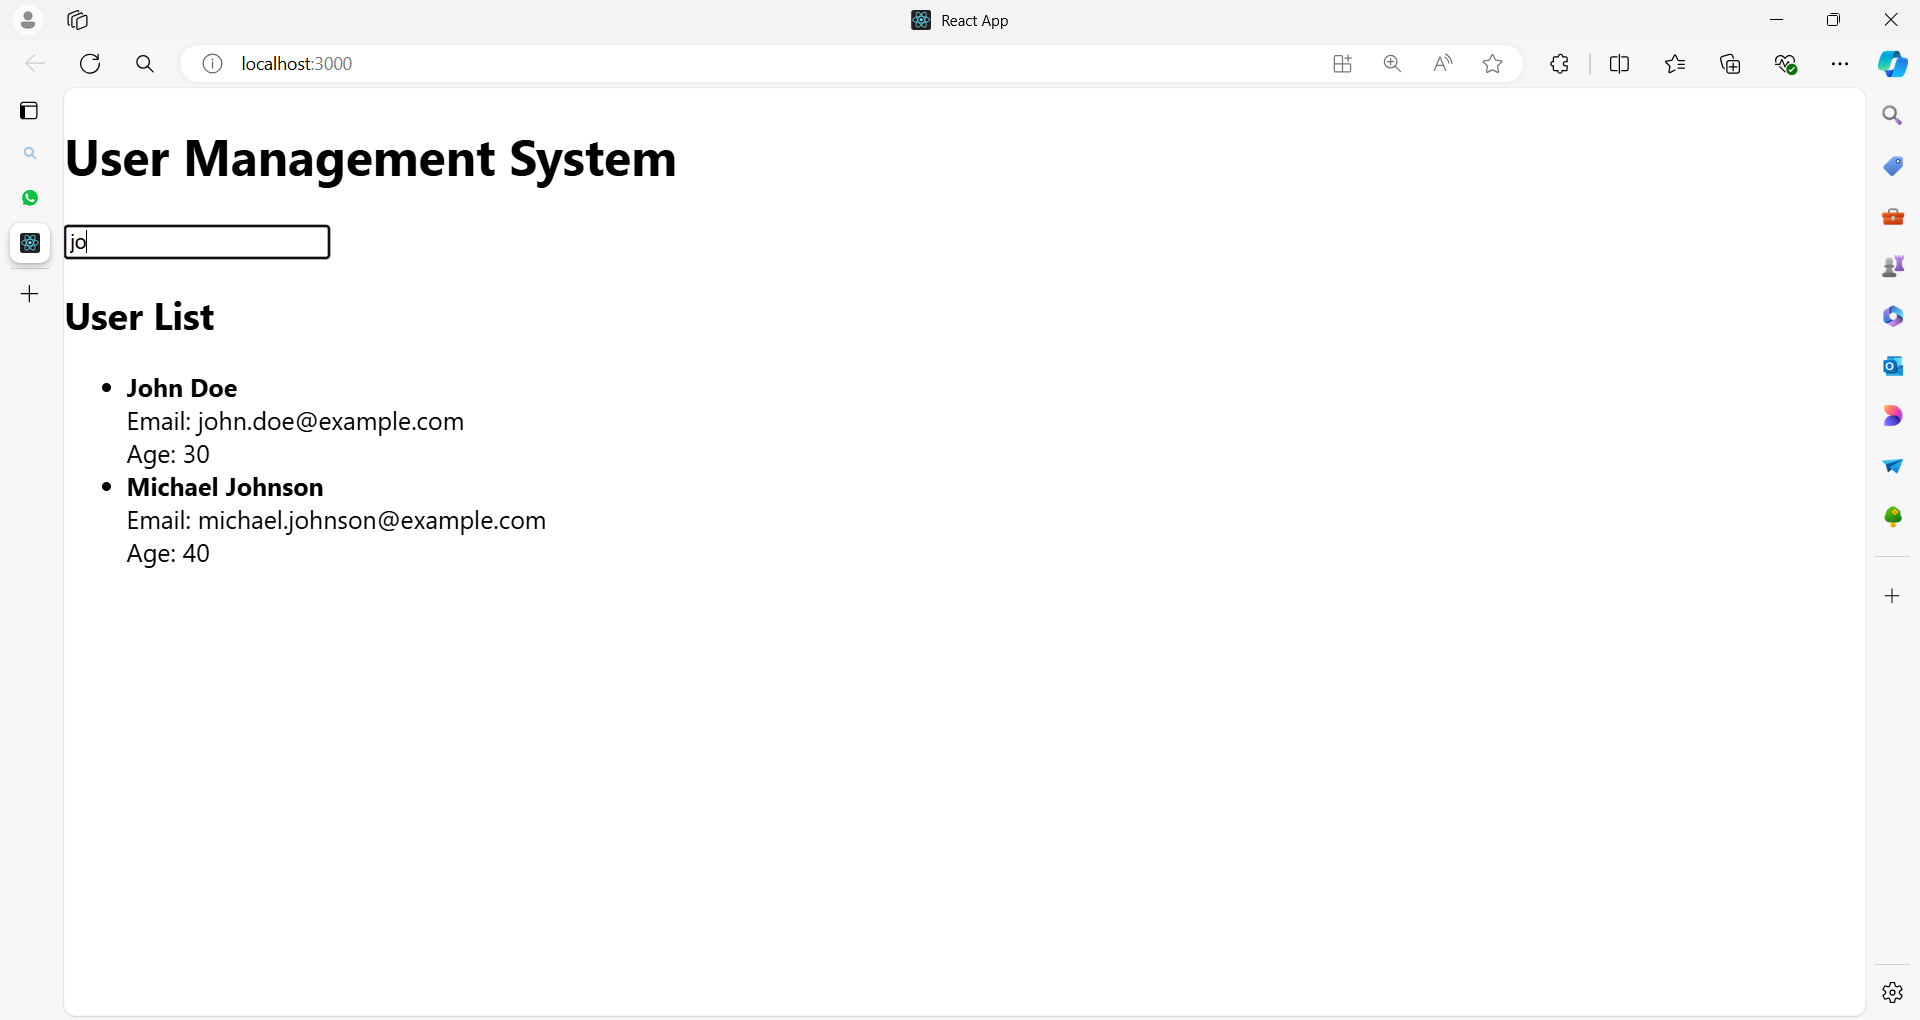 React App
localhost:3000
User Management System
jo
User List
John Doe
Email: john.doe@example.com
Age: 30
Michael Johnson
Email: michael.johnson@example.com
Age: 40